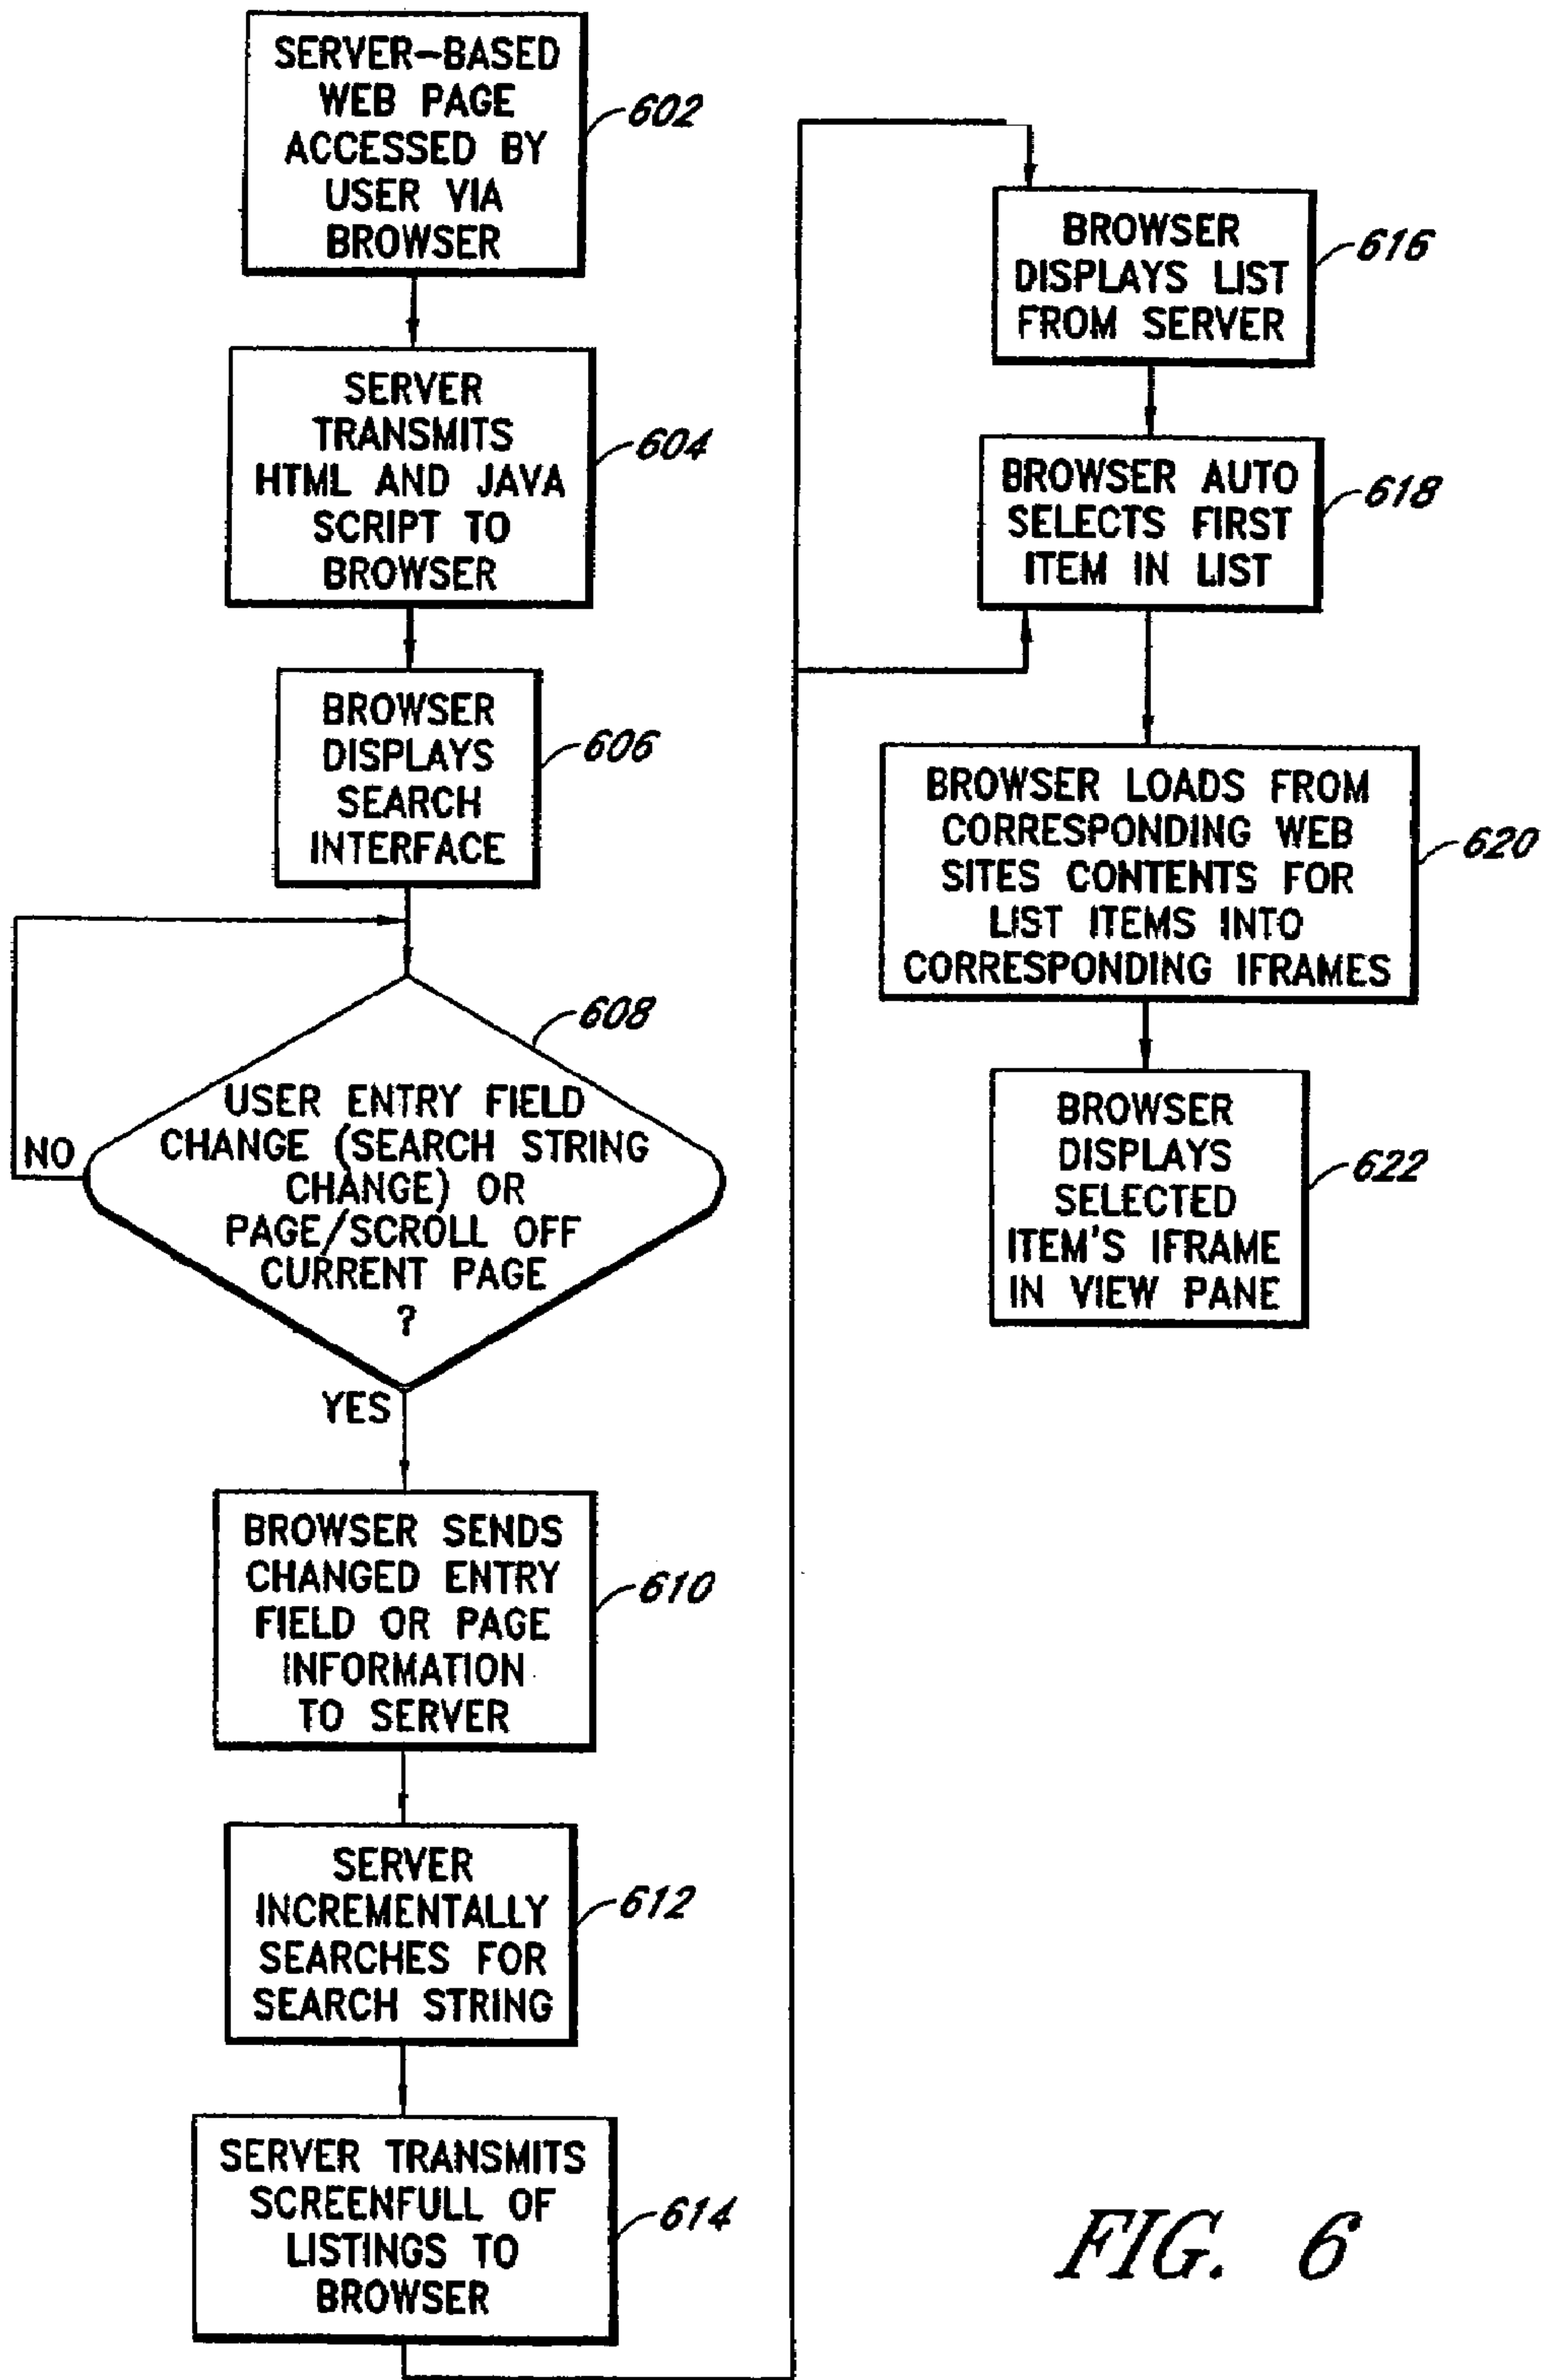 SERVER-BASED
WEB PAGE
ACCESSED BY
USER VIA
BROWSER
602
SERVER
TRANSMITS
HTML AND JAVA
SCRIPT TO
BROWSER
604
BROWSER
DISPLAYS
SEARCH
INTERFACE
606
608
USER ENTRY FIELD
CHANGE (SEARCH STRING
CHANGE) OR
PAGE/SCROLL OFF
CURRENT PAGE
?
NO
YES
BROWSER SENDS
CHANGED ENTRY
FIELD OR PAGE
INFORMATION
TO SERVER
610
SERVER
INCREMENTALLY
SEARCHES FOR
SEARCH STRING
612
SERVER TRANSMITS
SCREENFULL OF
LISTINGS TO
BROWSER
614
BROWSER
DISPLAYS LIST
FROM SERVER
616
BROWSER AUTO
SELECTS FIRST
ITEM IN LIST
618
BROWSER LOADS FROM
CORRESPONDING WEB
SITES CONTENTS FOR
LIST ITEMS INTO
CORRESPONDING IFRAMES
620
BROWSER
DISPLAYS
SELECTED
ITEM'S IFRAME
IN VIEW PANE
622
FIG. 6